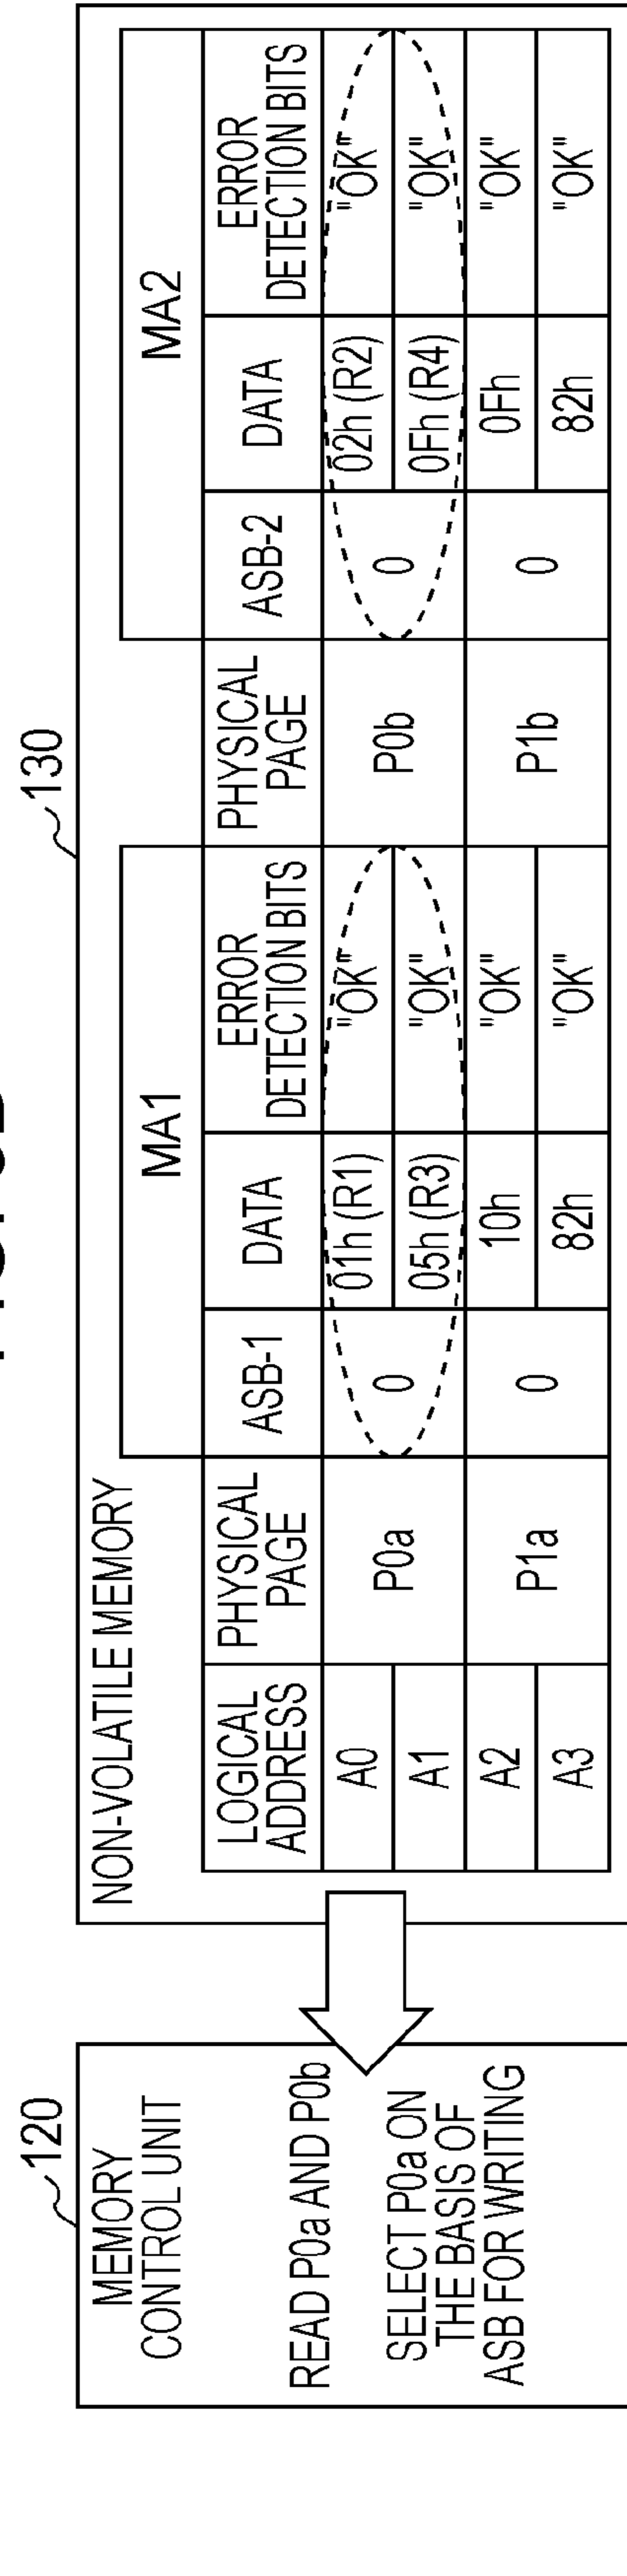 120
MEMORY
CONTROL UNIT
READ P0a AND P0b
SELECT P0a ON
THE BASIS OF
ASB FOR WRITING
130
NON-VOLATILE MEMORY
MA1
MA2
LOGICAL ADDRESS
PHYSICAL PAGE
ASB-1
DATA
ERROR DETECTION BITS
PHYSICAL PAGE
ASB-2
DATA
ERROR DETECTION BITS
A0
P0a
0
01h (R1)
"OK"
P0b
0
02h (R2)
"OK"
A1
05h (R3)
"OK"
0Fh (R4)
"OK"
A2
P1a
0
10h
"OK"
P1b
0
0Fh
"OK"
A3
82h
"OK"
82h
"OK"